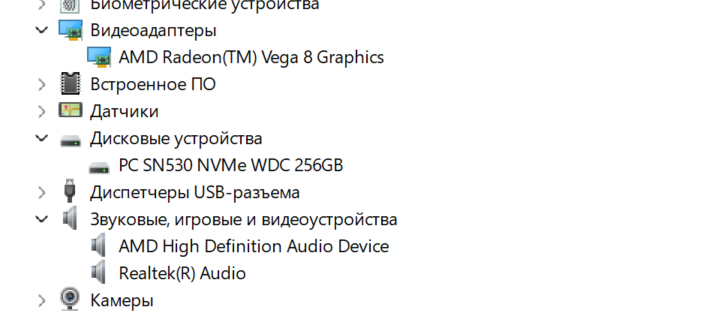 Биометрические устройства
Видеоадаптеры
AMD Radeon(TM) Vega 8 Graphics
Встроенное ПО
Датчики
Дисковые устройства
PC SN530 NVMe WDC 256GB
Диспетчеры USB-разъема
Звуковые, игровые и видеоустройства
AMD High Definition Audio Device
Realtek(R) Audio
Камеры